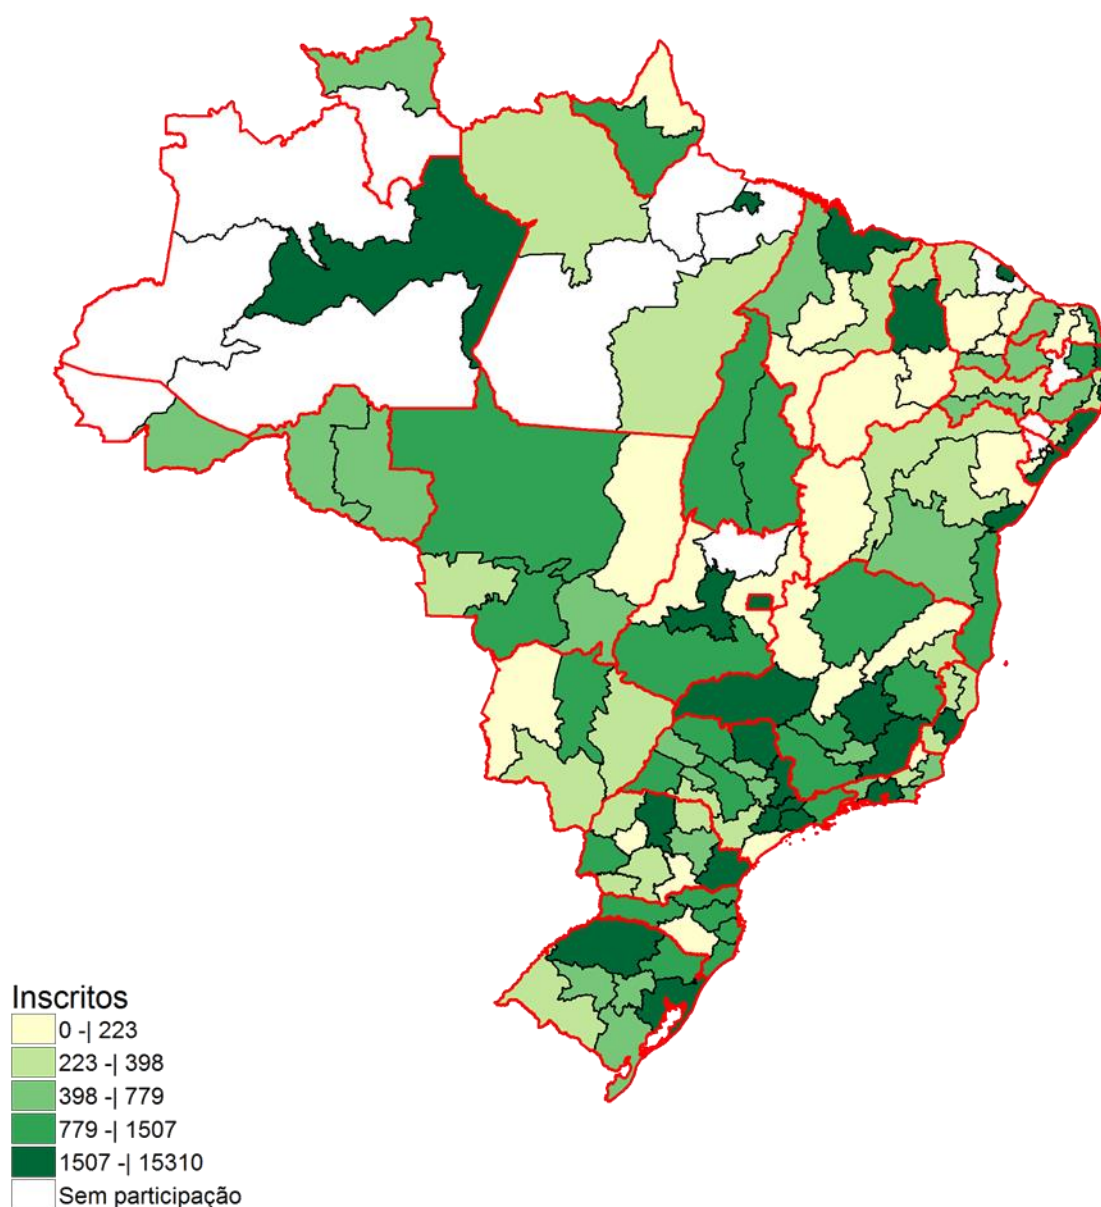 Inscritos
0 -| 223
223 -| 398
398 -| 779
779 -| 1507
1507 -| 15310
Sem participação